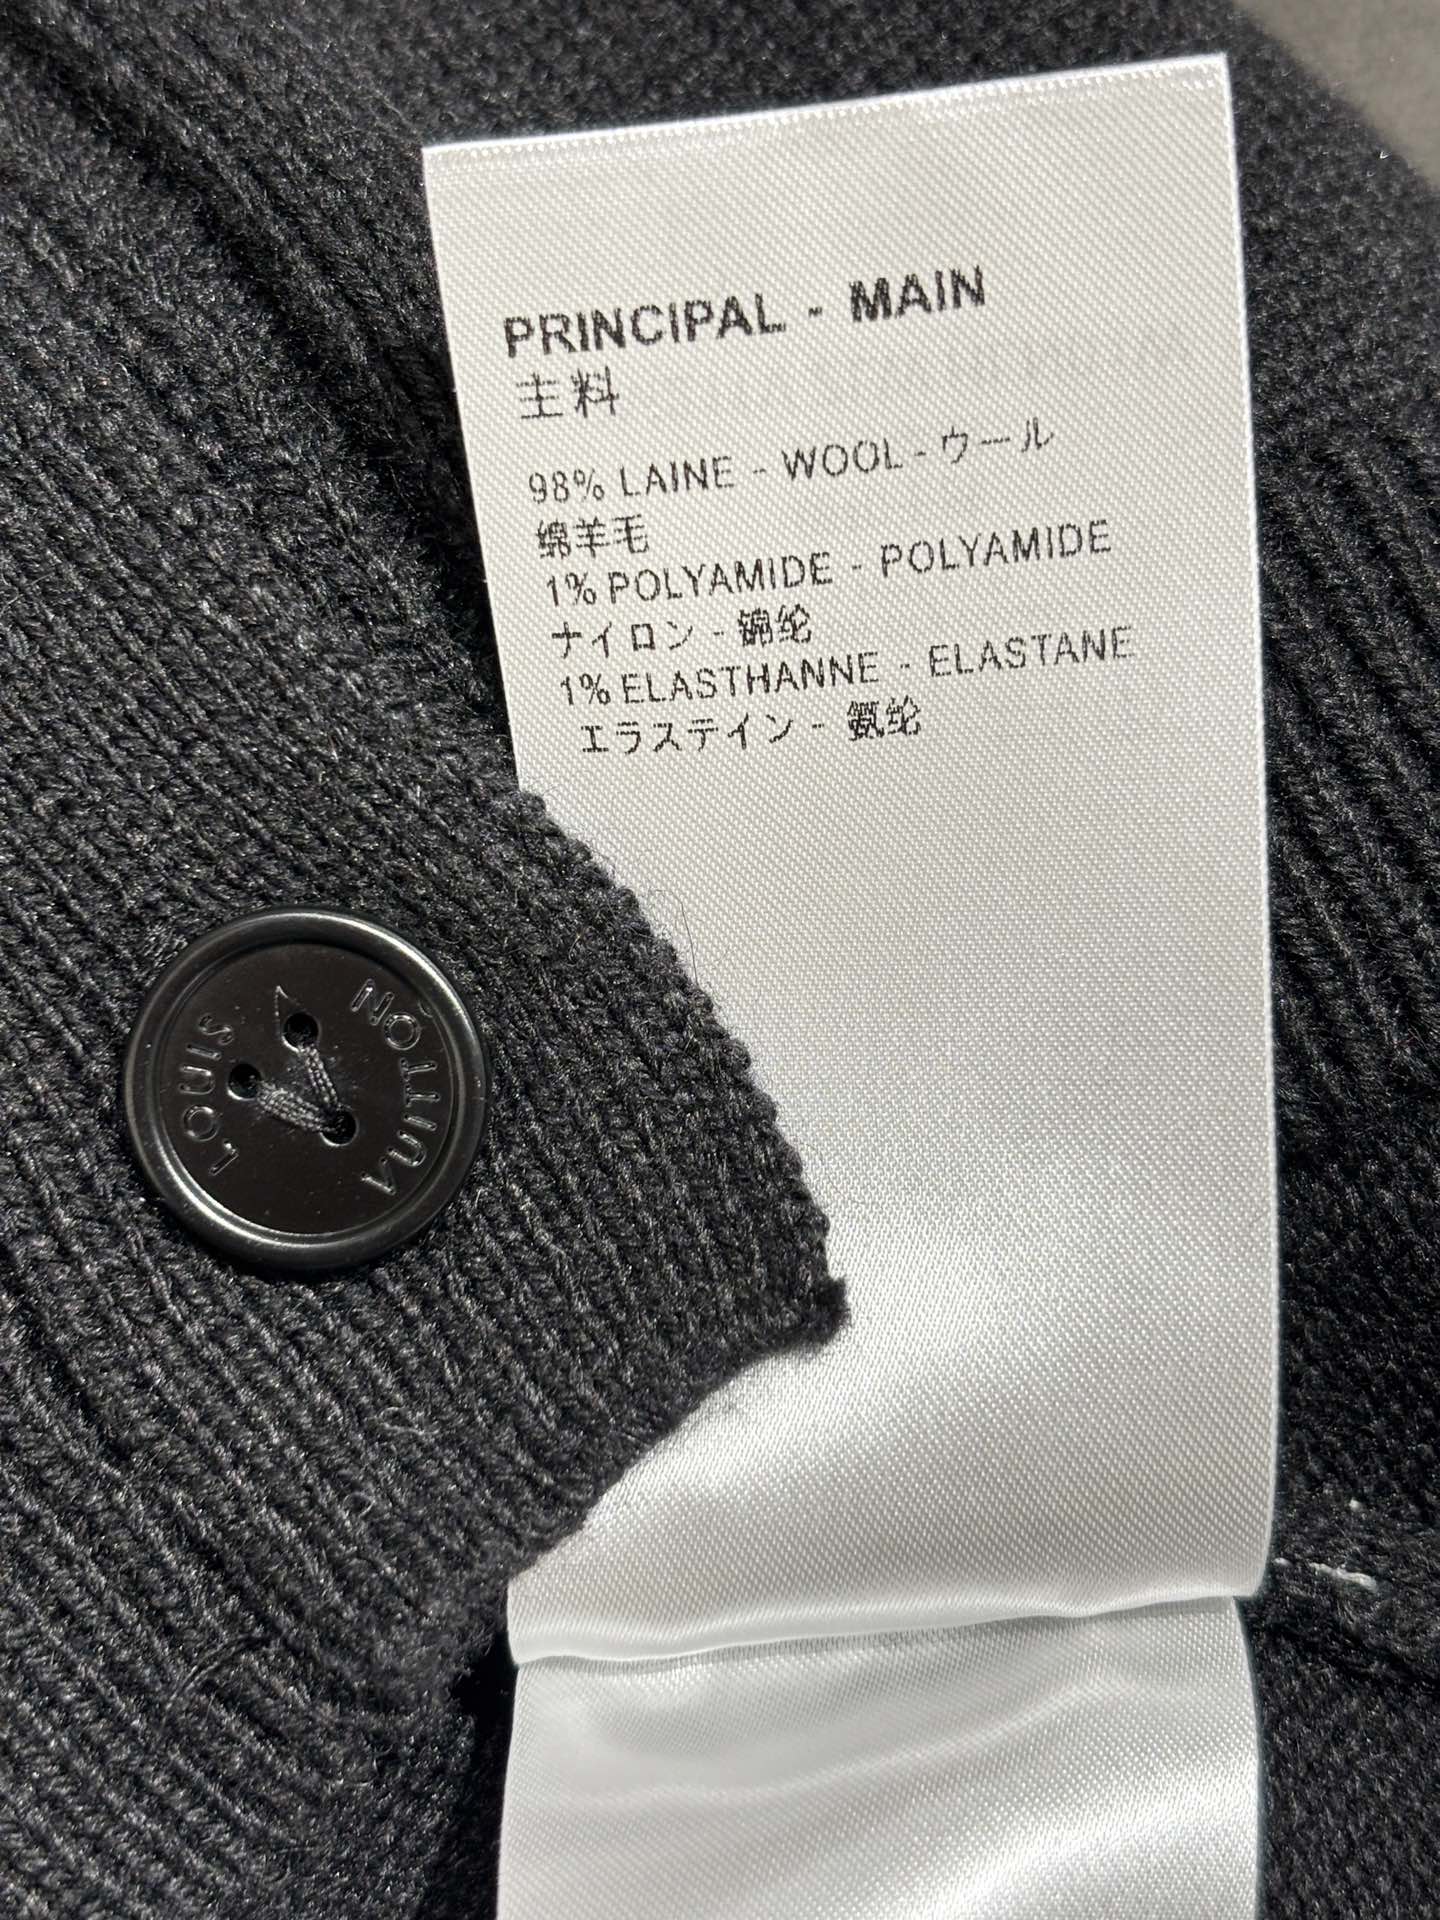 PRINCIPAL - MAIN
主料
98% LAINE - WOOL - ウール
绵羊毛
1% POLYAMIDE - POLYAMIDE
ナイロン - 锦纶
1% ELASTHANNE - ELASTANE
エラステイン - 氨纶
LOUIS VUITTON